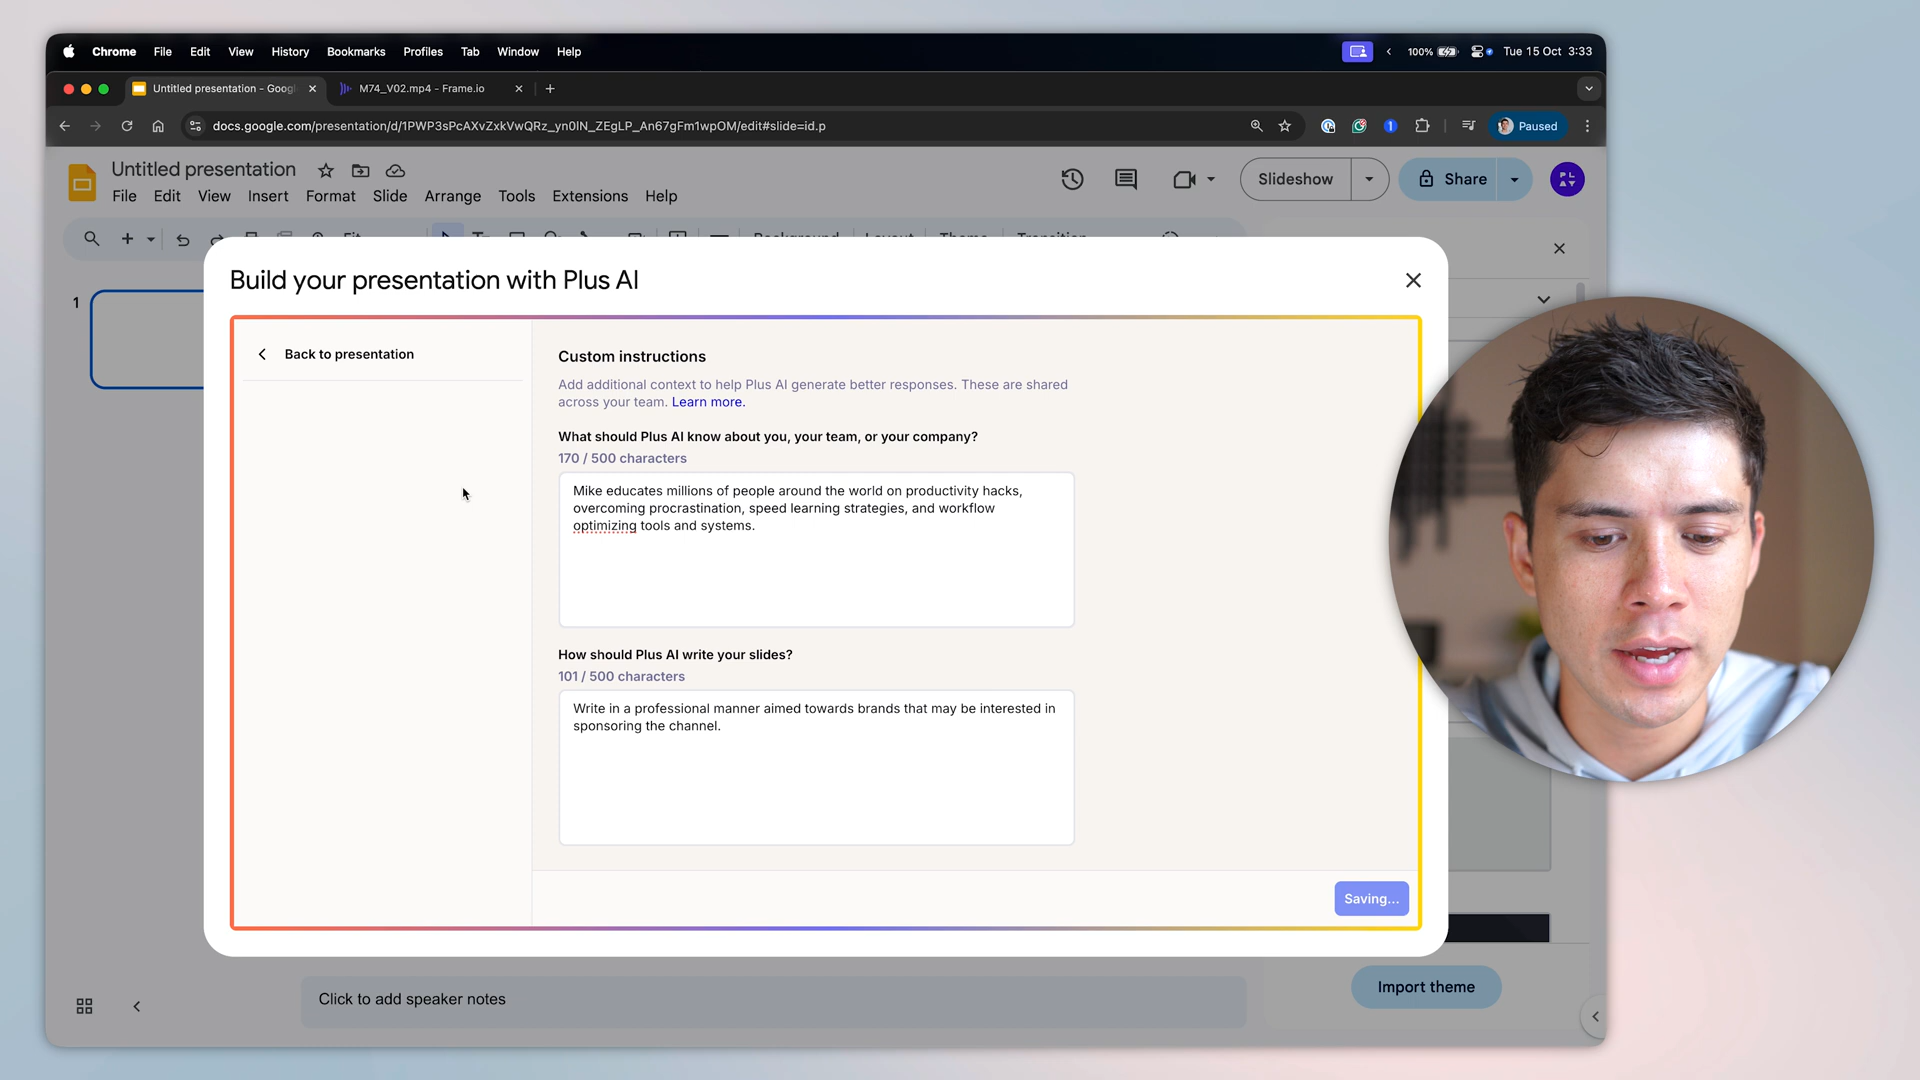 Chrome File Edit View History Bookmarks Profiles Tab Window Help 100% Tue 15 Oct 3:33
Untitled presentation - Goog M74_V02.mp4 - Frame.io
docs.google.com/presentation/d/1PWP3sPcAXvZxkVwQRz_yn0IN_ZEgLP_An67gFm1wpOM/edit#slide=id.p Paused
Untitled presentation
File Edit View Insert Format Slide Arrange Tools Extensions Help
Slideshow Share
Background Layout Theme Transition
1
Build your presentation with Plus AI
Back to presentation
Custom instructions
Add additional context to help Plus AI generate better responses. These are shared
across your team. Learn more.
What should Plus AI know about you, your team, or your company?
170 / 500 characters
Mike educates millions of people around the world on productivity hacks,
overcoming procrastination, speed learning strategies, and workflow
optimizing tools and systems.
How should Plus AI write your slides?
101 / 500 characters
Write in a professional manner aimed towards brands that may be interested in
sponsoring the channel.
Saving...
Click to add speaker notes
Import theme